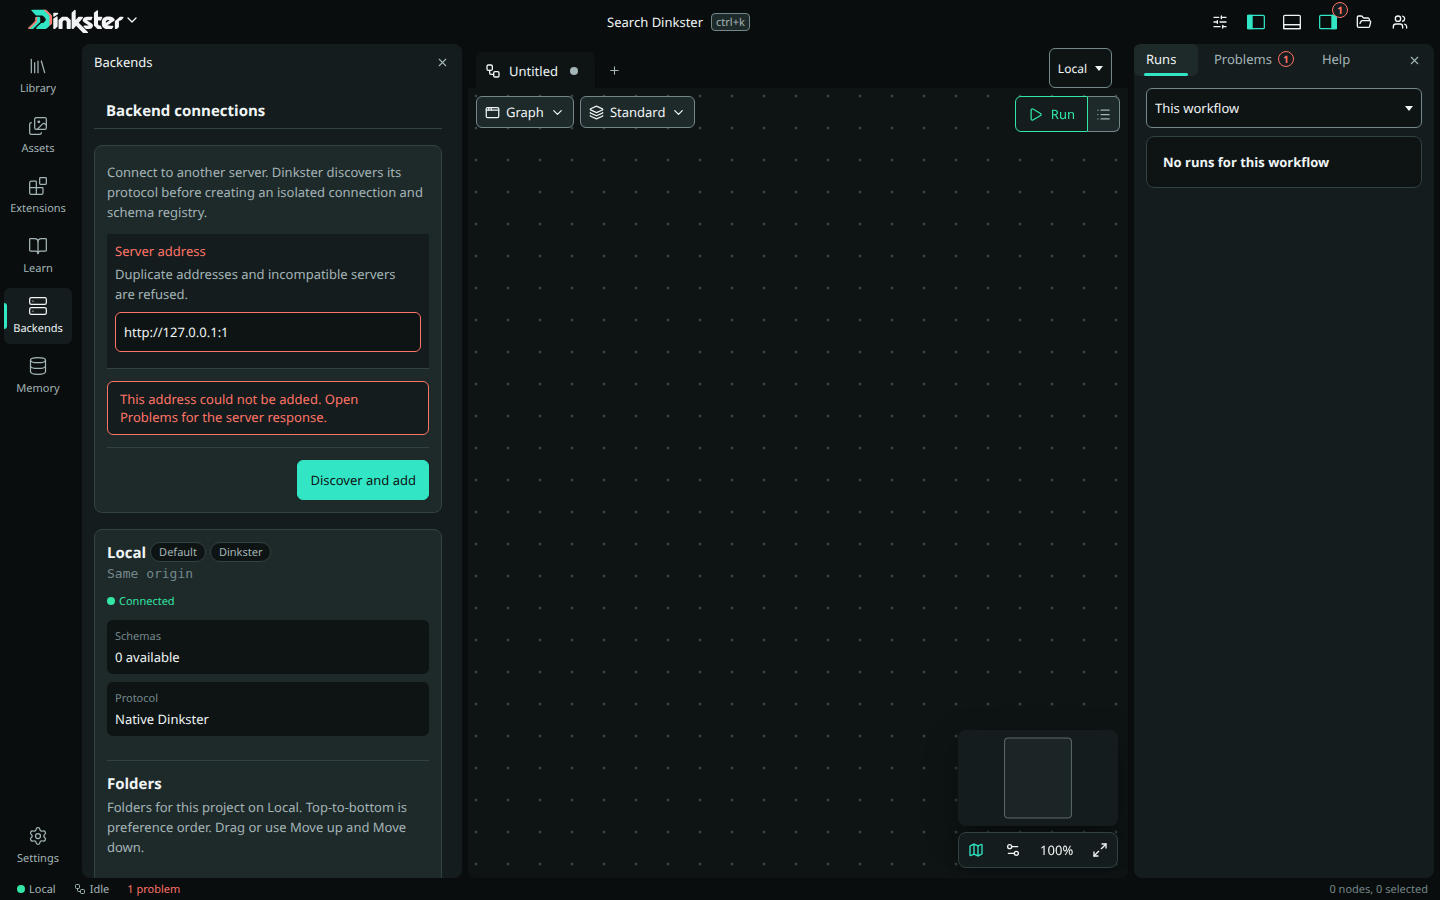 Dinkster
Search Dinkster ctrl+k
1
Library
Assets
Extensions
Learn
Backends
Memory
Settings
Backends
Backend connections
Connect to another server. Dinkster discovers its
protocol before creating an isolated connection and
schema registry.
Server address
Duplicate addresses and incompatible servers
are refused.
http://127.0.0.1:1
This address could not be added. Open
Problems for the server response.
Discover and add
Local Default Dinkster
Same origin
Connected
Schemas
0 available
Protocol
Native Dinkster
Folders
Folders for this project on Local. Top-to-bottom is
preference order. Drag or use Move up and Move
down.
Untitled
Local
Graph Standard
Run
100%
Runs Problems 1 Help
This workflow
No runs for this workflow
Local Idle 1 problem
0 nodes, 0 selected